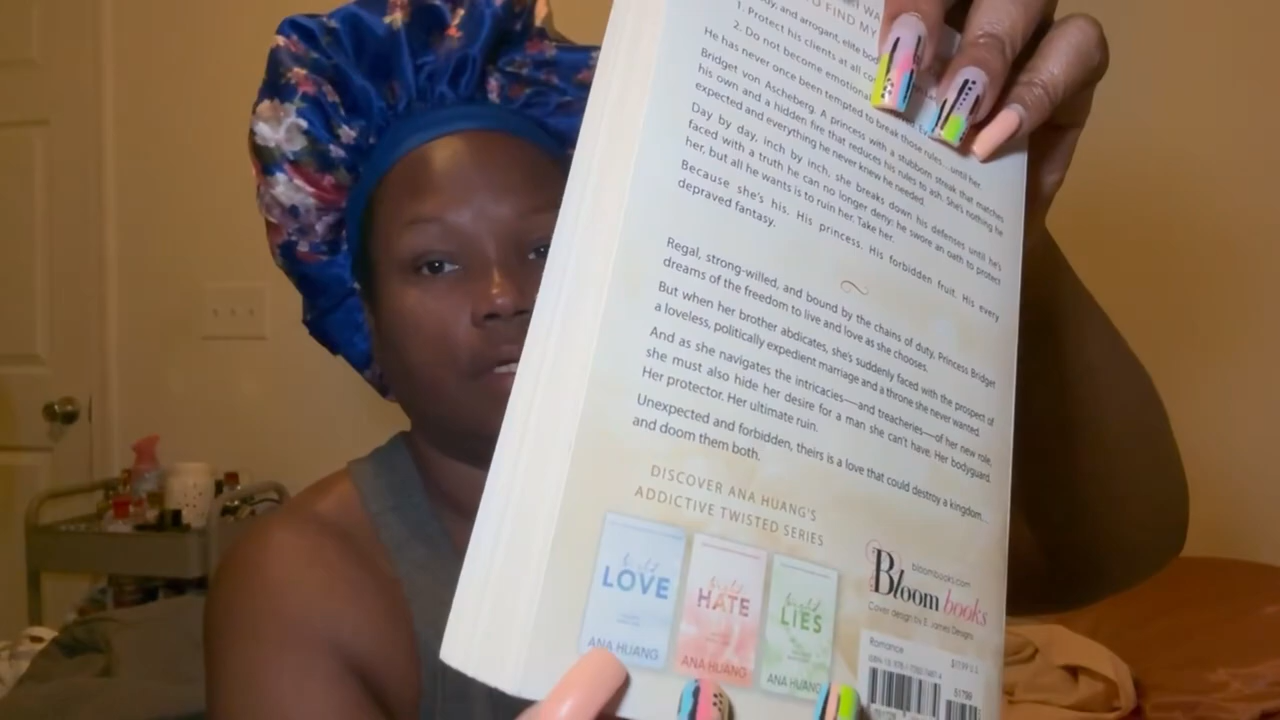 I WA
O FIND MY
dy, and arrogant, elite bod
1. Protect his clients at all co
2. Do not become emotional
He has never once been tempted to break those rules...until her.
Bridget von Ascheberg. A princess with a stubborn streak that matches
his own and a hidden fire that reduces his rules to ash. She's nothing he
expected and everything he never knew he needed.
Day by day, inch by inch, she breaks down his defenses until he's
faced with a truth he can no longer deny: he swore an oath to protect
her, but all he wants is to ruin her. Take her.
Because she's his. His princess. His forbidden fruit. His every
depraved fantasy.
Regal, strong-willed, and bound by the chains of duty, Princess Bridget
dreams of the freedom to live and love as she chooses.
But when her brother abdicates, she's suddenly faced with the prospect of
a loveless, politically expedient marriage and a throne she never wanted.
And as she navigates the intricacies—and treacheries—of her new role,
she must also hide her desire for a man she can't have. Her bodyguard.
Her protector. Her ultimate ruin.
Unexpected and forbidden, theirs is a love that could destroy a kingdom...
and doom them both.
DISCOVER ANA HUANG'S
ADDICTIVE TWISTED SERIES
LOVE
ANA HUANG
HATE
ANA HUANG
LIES
ANA HUANG
bloombooks.com
Bloom books
Cover design by E. James Designs
Romance